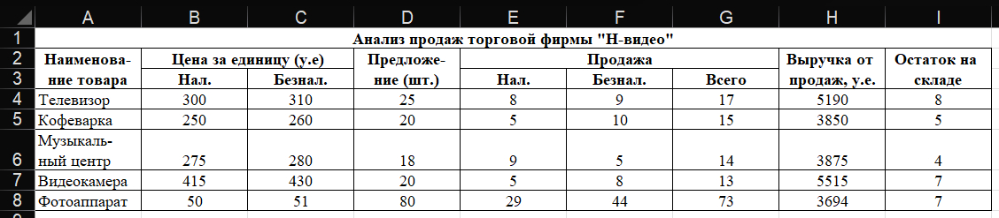 A B C D E F G H I
1 Анализ продаж торговой фирмы "Н-видео"
2 Наименова- Цена за единицу (у.е) Предложе- Продажа Выручка от Остаток на
3 ние товара Нал. Безнал. ние (шт.) Нал. Безнал. Всего продаж, у.е. складе
4 Телевизор 300 310 25 8 9 17 5190 8
5 Кофеварка 250 260 20 5 10 15 3850 5
Музыкаль-
6 ный центр 275 280 18 9 5 14 3875 4
7 Видеокамера 415 430 20 5 8 13 5515 7
8 Фотоаппарат 50 51 80 29 44 73 3694 7